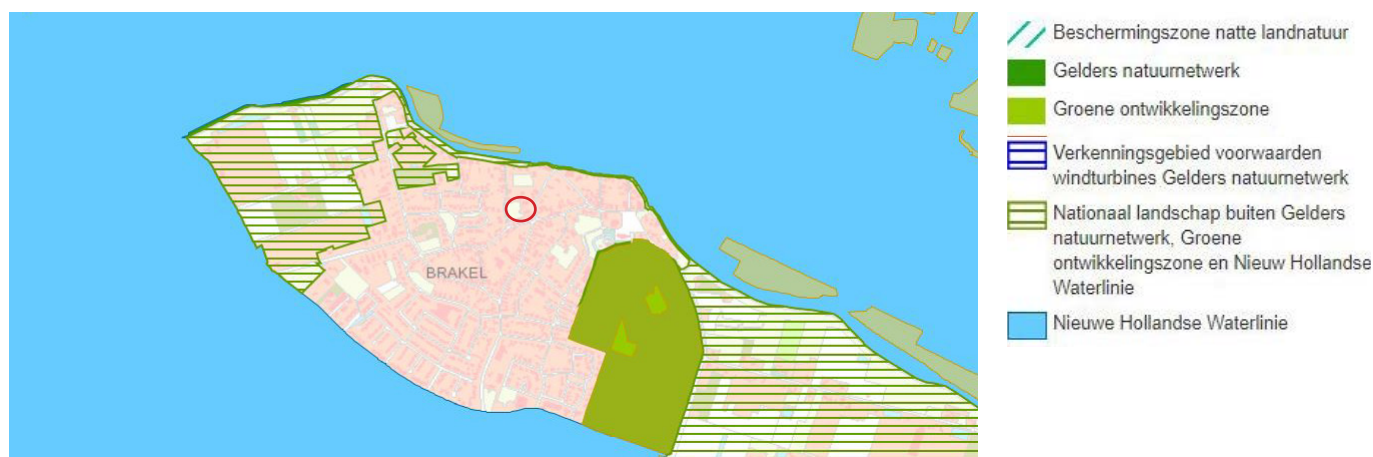 BRAKEL
Beschermingszone natte landnatuur
Gelders natuurnetwerk
Groene ontwikkelingszone
Verkenningsgebied voorwaarden
windturbines Gelders natuurnetwerk
Nationaal landschap buiten Gelders
natuurnetwerk, Groene
ontwikkelingszone en Nieuw Hollandse
Waterlinie
Nieuwe Hollandse Waterlinie